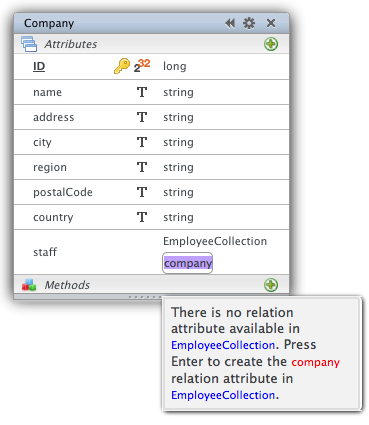 Company
Attributes
ID 232 long
name T string
address T string
city T string
region T string
postalCode T string
country T string
staff EmployeeCollection
company
Methods
There is no relation
attribute available in
EmployeeCollection. Press
Enter to create the company
relation attribute in
EmployeeCollection.